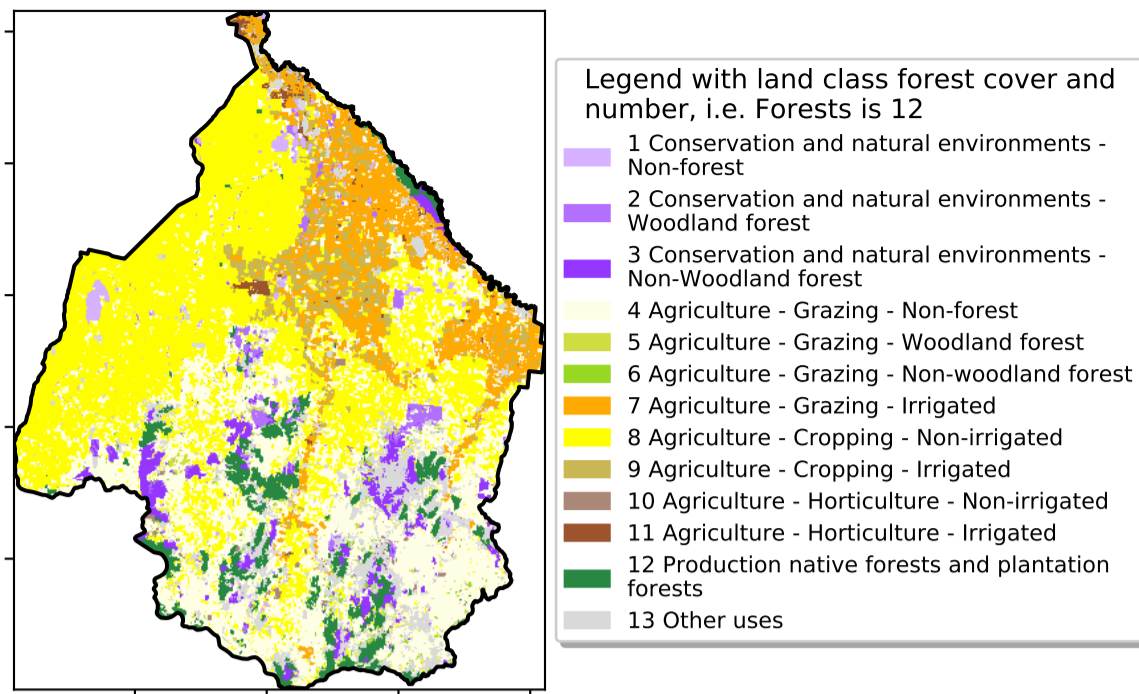 Legend with land class forest cover and
number, i.e. Forests is 12
1 Conservation and natural environments -
Non-forest
2 Conservation and natural environments -
Woodland forest
3 Conservation and natural environments -
Non-Woodland forest
4 Agriculture - Grazing - Non-forest
5 Agriculture - Grazing - Woodland forest
6 Agriculture - Grazing - Non-woodland forest
7 Agriculture - Grazing - Irrigated
8 Agriculture - Cropping - Non-irrigated
9 Agriculture - Cropping - Irrigated
10 Agriculture - Horticulture - Non-irrigated
11 Agriculture - Horticulture - Irrigated
12 Production native forests and plantation
forests
13 Other uses